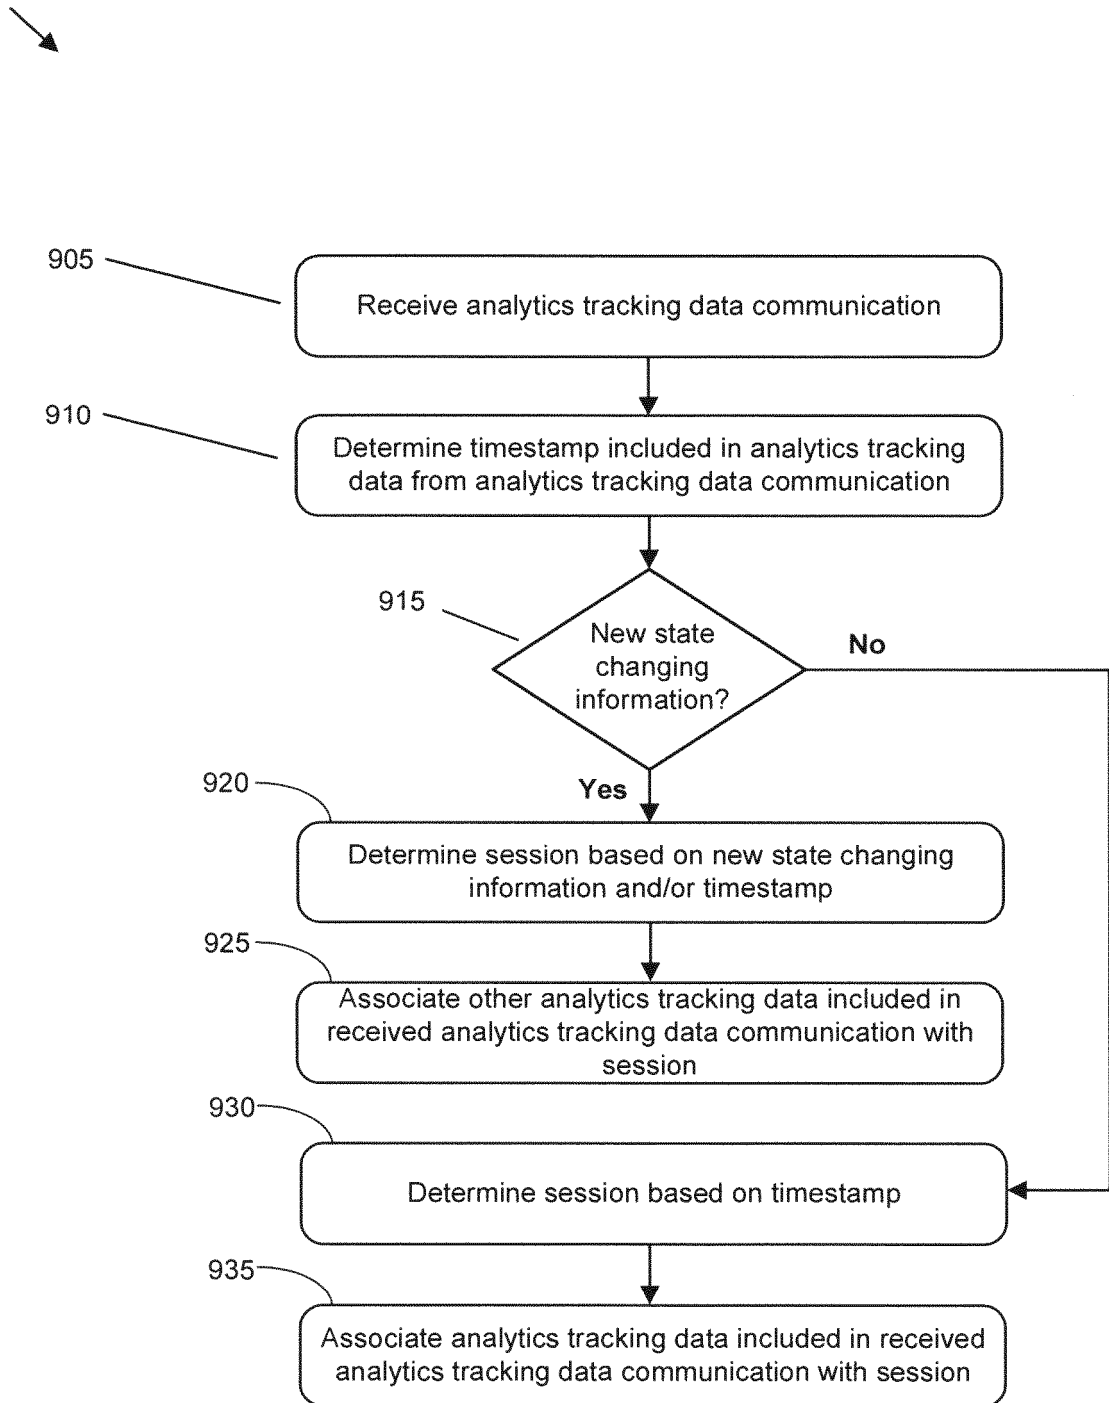 905
Receive analytics tracking data communication
910
Determine timestamp included in analytics tracking
data from analytics tracking data communication
915
New state
changing
information?
No
Yes
920
Determine session based on new state changing
information and/or timestamp
925
Associate other analytics tracking data included in
received analytics tracking data communication with
session
930
Determine session based on timestamp
935
Associate analytics tracking data included in received
analytics tracking data communication with session